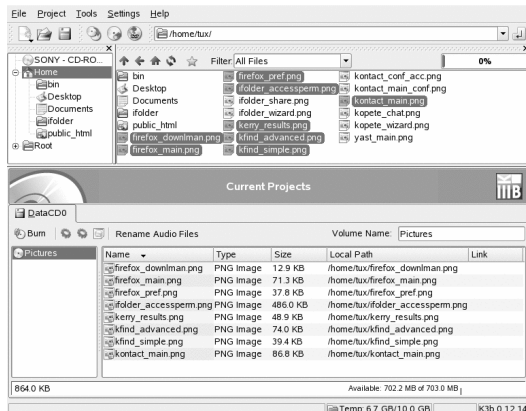 File Project Tools Settings Help
/home/tux/
SONY - CD-RO...
Home
bin
Desktop
Documents
ifolder
public_html
Root
Filter: All Files
0%
bin
Desktop
Documents
ifolder
public_html
firefox_downlman.png
firefox_main.png
firefox_pref.png
ifolder_accessperm.png
ifolder_share.png
ifolder_wizard.png
kerry_results.png
kfind_advanced.png
kfind_simple.png
kontact_conf_acc.png
kontact_main_conf.png
kontact_main.png
kopete_chat.png
kopete_wizard.png
yast_main.png
Current Projects
DataCD0
Burn Rename Audio Files Volume Name: Pictures
Pictures
Name Type Size Local Path Link
firefox_downlman.png PNG Image 12.9 KB /home/tux/firefox_downlman.png
firefox_main.png PNG Image 71.3 KB /home/tux/firefox_main.png
firefox_pref.png PNG Image 37.8 KB /home/tux/firefox_pref.png
ifolder_accessperm.png PNG Image 486.0 KB /home/tux/ifolder_accessperm.png
kerry_results.png PNG Image 48.9 KB /home/tux/kerry_results.png
kfind_advanced.png PNG Image 74.0 KB /home/tux/kfind_advanced.png
kfind_simple.png PNG Image 39.4 KB /home/tux/kfind_simple.png
kontact_main.png PNG Image 86.8 KB /home/tux/kontact_main.png
864.0 KB Available: 702.2 MB of 703.0 MB
Temp: 6.7 GB/10.0 GB K3b 0.12.14